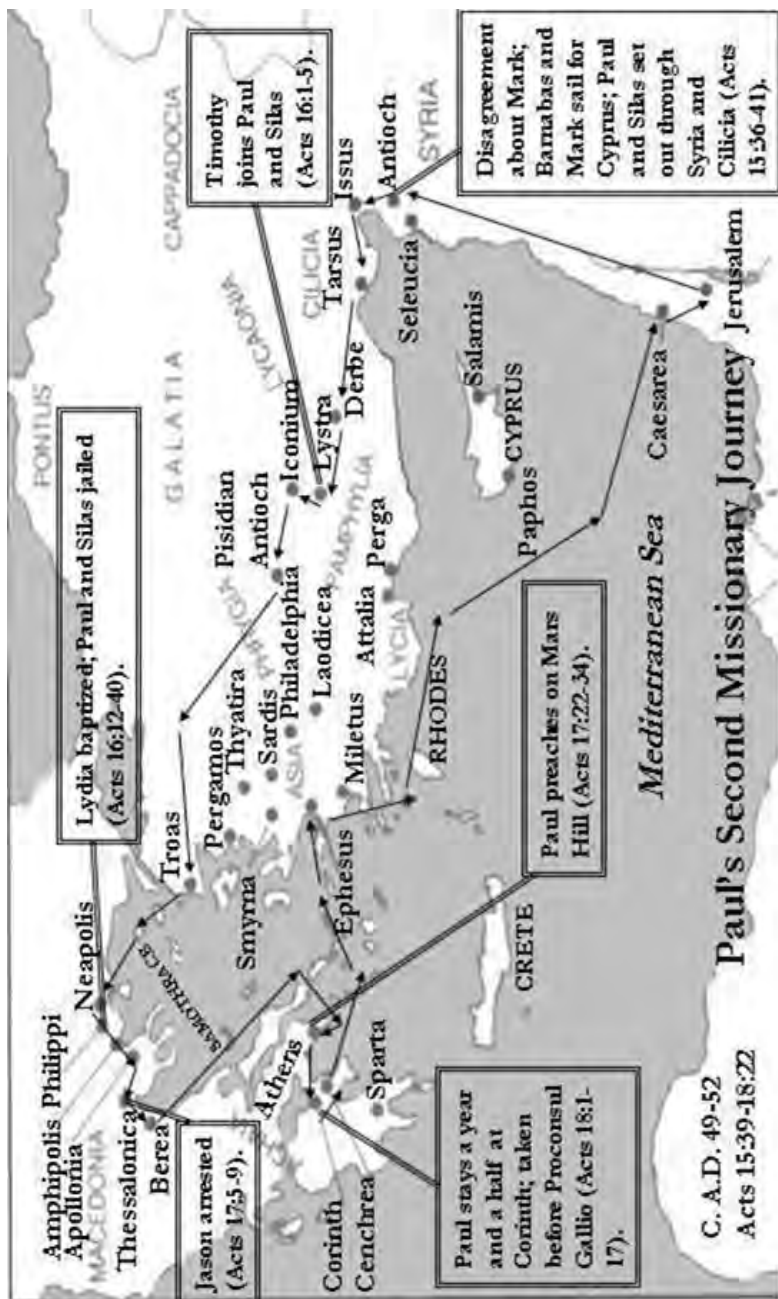 PONTUS
CAPPADOCIA
GALATIA
LYCAONIA
CILICIA
SYRIA
PHYGIA
PAMPHYLIA
ASIA
LYCIA
MACEDONIA
Lydia baptized; Paul and Silas jailed
(Acts 16:12-40).
Timothy
joins Paul
and Silas
(Acts 16:1-5).
Amphipolis
Philippi
Neapolis
Apolloniia
Thessalonica
Berea
SAMOTHRACE
Troas
Pergamos
Thyatira
Sardis
Smyrna
Philadelphia
Laodicea
Pisidian
Antioch
Iconium
Lystra
Derbe
Tarsus
Issus
Antioch
Seleucia
Jason arrested
(Acts 17:5-9).
Athens
Corinth
Cenchrea
Sparta
Ephesus
Miletus
Attalia
Perga
RHODES
CRETE
Paphos
Salamis
CYPRUS
Caesarea
Jerusalem
Disagreement
about Mark;
Barnabas and
Mark sail for
Cyprus; Paul
and Silas set
out through
Syria and
Cilicia (Acts
15:36-41).
Paul preaches on Mars
Hill (Acts 17:22-34).
Paul stays a year
and a half at
Corinth; taken
before Proconsul
Gallio (Acts 18:1-
17).
Mediterranean Sea
C. A.D. 49-52
Acts 15:39-18:22
Paul's Second Missionary Journey